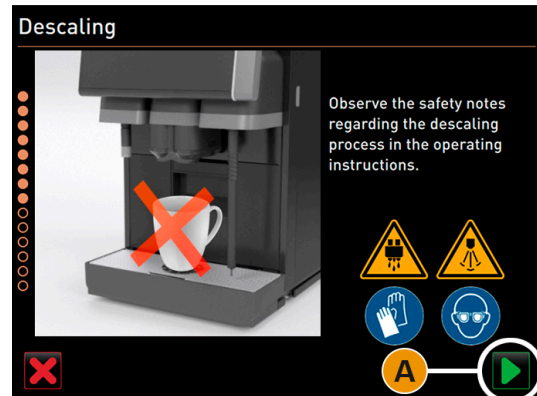 Descaling
Observe the safety notes
regarding the descaling
process in the operating
instructions.
A